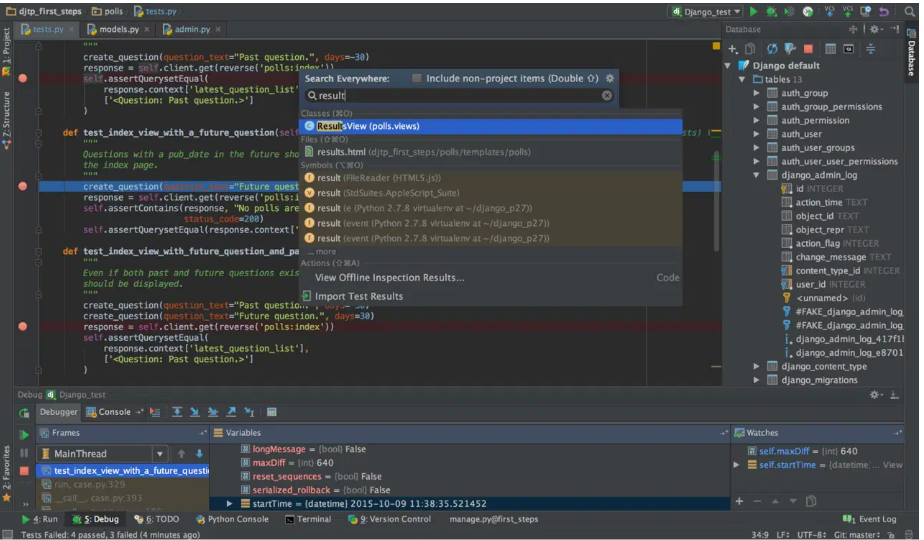 djtp_first_steps polls tests.py Django_test
tests.py models.py admin.py Database
"""
create_question(question_text="Past question.", days=-30)
response = self.client.get(reverse('polls:index'))
self.assertQuerysetEqual(
response.context['latest_question_list'
['<Question: Past question.>']
)
def test_index_view_with_a_future_question(self
"""
Questions with a pub_date in the future sho
the index page.
"""
create_question(question_text="Future quest
response = self.client.get(reverse('polls:i
self.assertContains(response, "No polls are
status_code=200)
self.assertQuerysetEqual(response.context['
def test_index_view_with_future_question_and_pa
"""
Even if both past and future questions exis
should be displayed.
"""
create_question(question_text="Past question.", days=-30)
create_question(question_text="Future question.", days=30)
response = self.client.get(reverse('polls:index'))
self.assertQuerysetEqual(
response.context['latest_question_list'],
['<Question: Past question.>']
)
Search Everywhere: Include non-project items (Double ⇧)
result
Classes (⌘O)
ResultsView (polls.views)
Files (⇧⌘O)
results.html (djtp_first_steps/polls/templates/polls)
Symbols (⌥⌘O)
result (FileReader (HTML5.js))
result (StdSuites.AppleScript_Suite)
result (e (Python 2.7.8 virtualenv at ~/django_p27))
result (event (Python 2.7.8 virtualenv at ~/django_p27))
result (event (Python 2.7.8 virtualenv at ~/django_p27))
... more
Actions (⇧⌘A)
View Offline Inspection Results... Code
Import Test Results
Django default
tables 13
auth_group
auth_group_permissions
auth_permission
auth_user
auth_user_groups
auth_user_user_permissions
django_admin_log
id INTEGER
action_time TEXT
object_id TEXT
object_repr TEXT
action_flag INTEGER
change_message TEXT
content_type_id INTEGER
user_id INTEGER
<unnamed> (id)
#FAKE_django_admin_log_
#FAKE_django_admin_log_
django_admin_log_417f1b
django_admin_log_e8701
django_content_type
django_migrations
1: Project
7: Structure
2: Favorites
Database
Debug Django_test
Debugger Console
Frames
MainThread
test_index_view_with_a_future_questio
run, case.py:329
__call__, case.py:393
Variables
longMessage = {bool} False
maxDiff = {int} 640
reset_sequences = {bool} False
serialized_rollback = {bool} False
startTime = {datetime} 2015-10-09 11:38:35.521452
Watches
self.maxDiff = {int} 640
self.startTime = {datetime ... View
4: Run 5: Debug 6: TODO Python Console Terminal 9: Version Control manage.py@first_steps 1 Event Log
Tests Failed: 4 passed, 3 failed (4 minutes ago) 34:9 LF UTF-8 Git: master